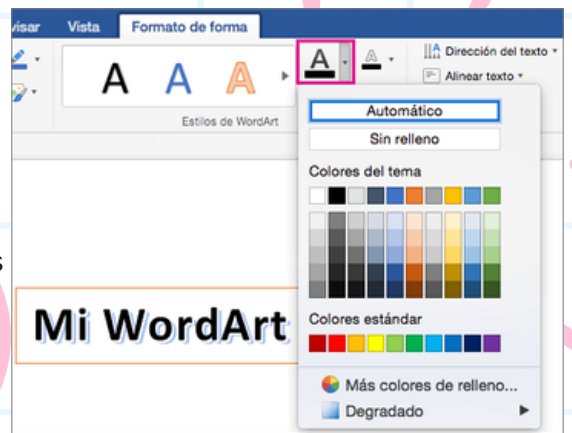 visar Vista Formato de forma
A A A A A Dirección del texto
Alinear texto
Estilos de WordArt
Automático
Sin relleno
Colores del tema
s
Mi WordArt
Colores estándar
Más colores de relleno...
Degradado